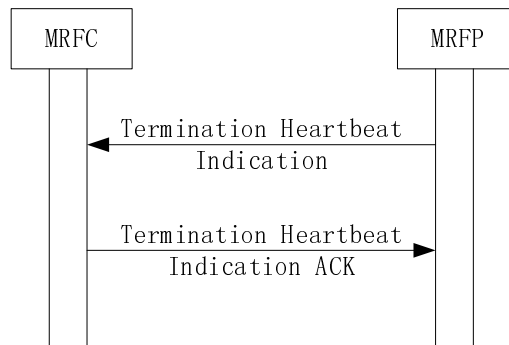 MRFC
MRFP
Termination Heartbeat
Indication
Termination Heartbeat
Indication ACK